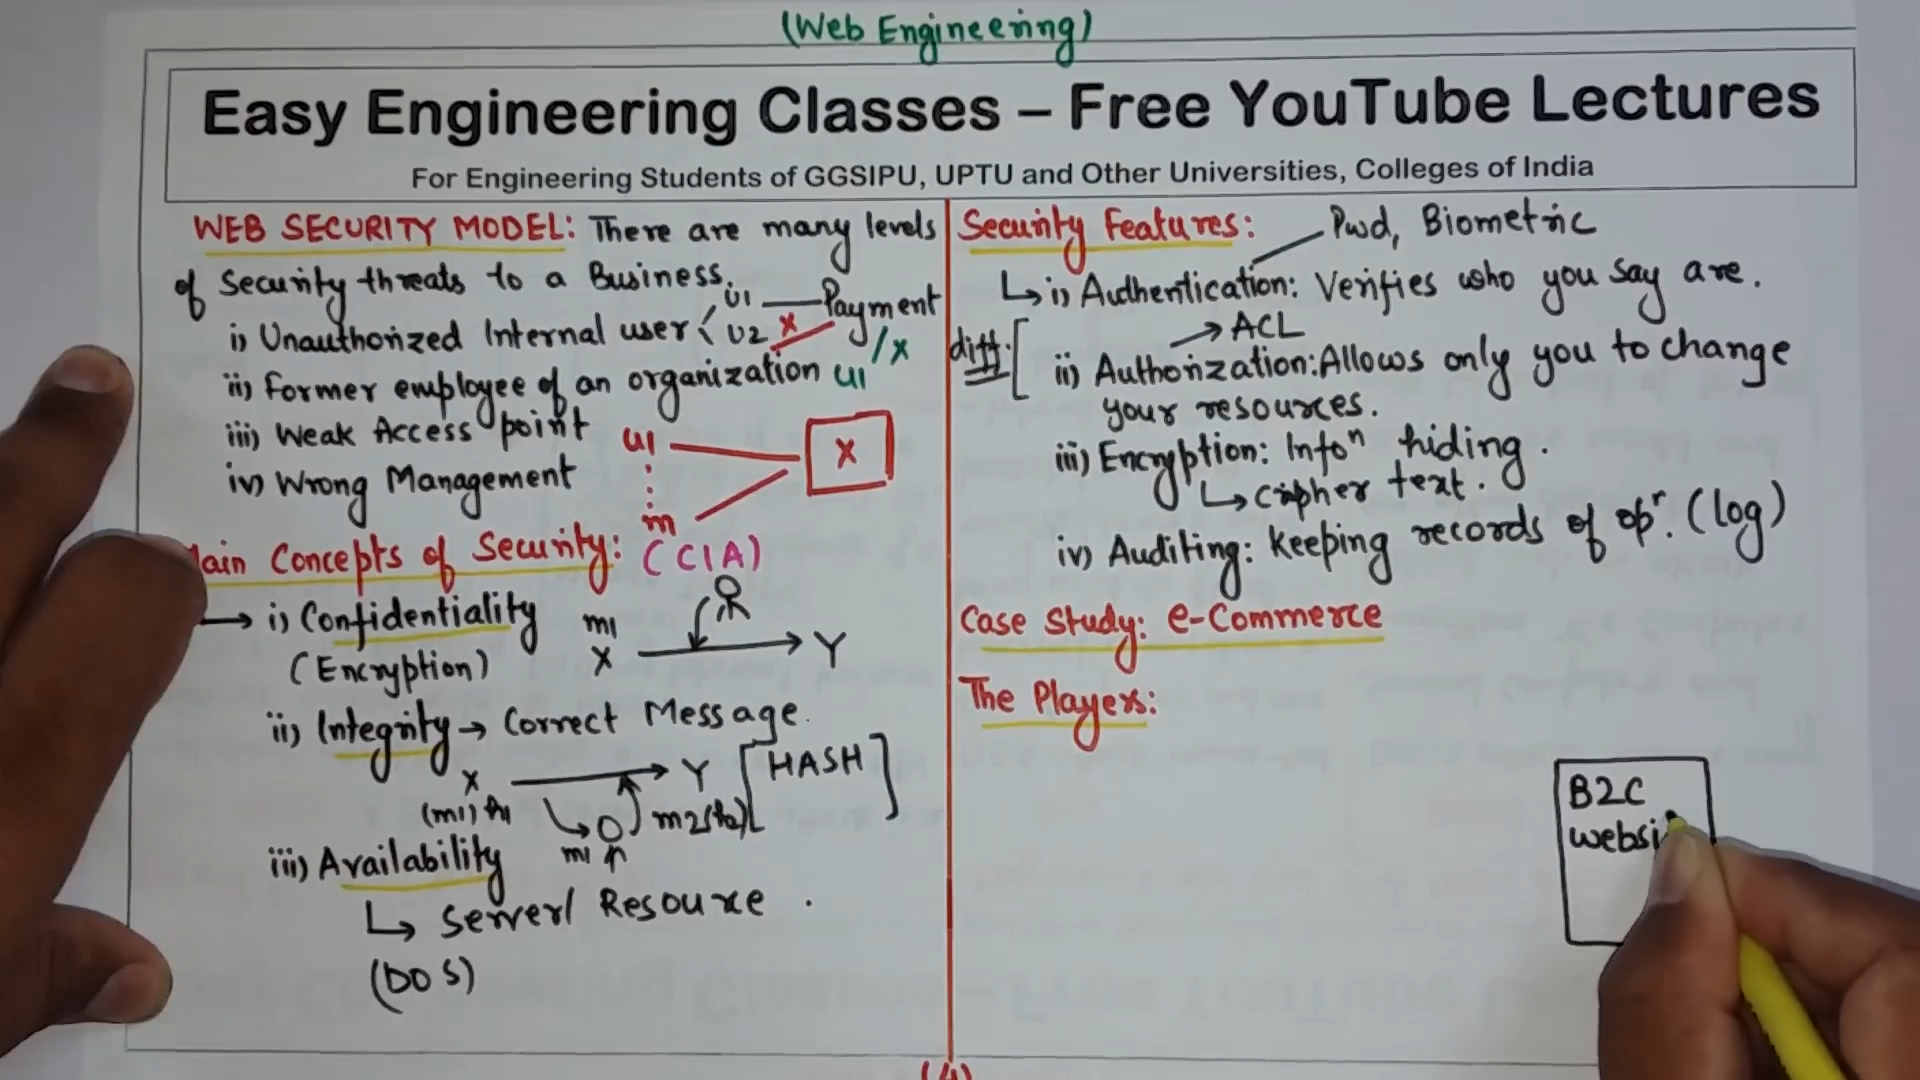 (Web Engineering)
Easy Engineering Classes – Free YouTube Lectures
For Engineering Students of GGSIPU, UPTU and Other Universities, Colleges of India
WEB SECURITY MODEL: There are many levels
of Security threats to a Business.
i) Unauthorized Internal user
U1
Payment
U2 X
/X
ii) Former employee of an organization U1
iii) Weak Access point
U1
X
iv) Wrong Management
m
ain Concepts of Security: (CIA)
i) Confidentiality
(Encryption)
m1
X
Y
ii) Integrity → Correct Message.
X
Y
[HASH]
(m1) h1
m2(h2)
m1
iii) Availability
↳ Server/ Resource .
(DOS)
Security Features:
Pwd, Biometric
↳ i) Authentication: Verifies who you say are.
→ ACL
diff.
ii) Authorization: Allows only you to change
your resources.
iii) Encryption: Infoⁿ hiding.
↳ cipher text.
iv) Auditing: Keeping records of opʳ. (log)
Case Study: e-Commerce
The Players:
B2C
websi
(4)